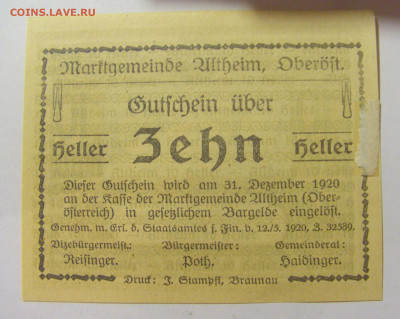 COINS.LAVE.RU
Marktgemeinde Altheim, Oberöst.
Gutschein über
Zehn
Heller Heller
Dieser Gutschein wird am 31. Dezember 1920
an der Kasse der Marktgemeinde Altheim (Ober-
österreich) in gesetzlichem Bargelde eingelöst.
Genehm. m. Erl. d. Staatsamtes f. Fin. v. 12./5. 1920, Z. 32589.
Vizebürgermeist.: Bürgermeister: Gemeinderat:
Reisinger. Poth. Haidinger.
Druck: J. Stampfl, Braunau